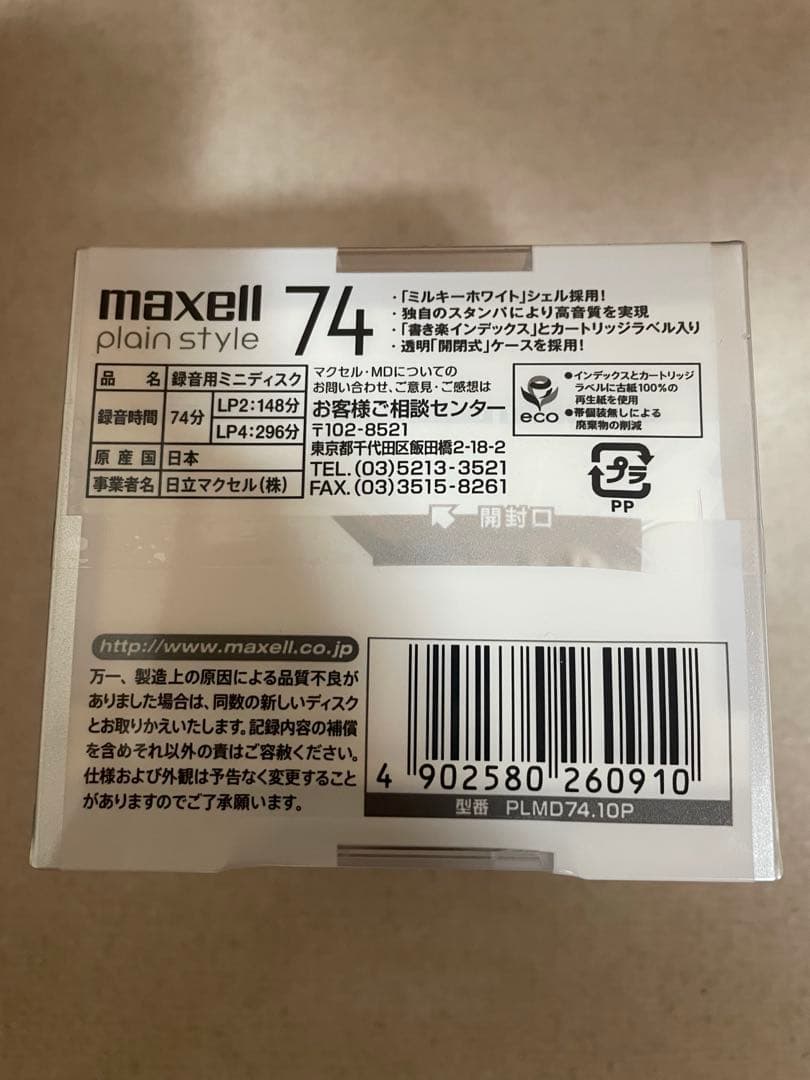 maxell
plain style
74
・「ミルキーホワイト」シェル採用!
・独自のスタンパにより高音質を実現
・「書き楽インデックス」とカートリッジラベル入り
・透明「開閉式」ケースを採用!
品 名 録音用ミニディスク
録音時間 74分 LP2:148分
LP4:296分
原産国 日本
事業者名 日立マクセル(株)
マクセル・MDについての
お問い合わせ、ご意見・ご感想は
お客様ご相談センター
〒102-8521
東京都千代田区飯田橋2-18-2
TEL.(03)5213-3521
FAX.(03)3515-8261
eco
●インデックスとカートリッジ
ラベルに古紙100%の
再生紙を使用
●帯個装無しによる
廃棄物の削減
プラ
PP
開封口
http://www.maxell.co.jp
万一、製造上の原因による品質不良が
ありました場合は、同数の新しいディスク
とお取りかえいたします。記録内容の補償
を含めそれ以外の責はご容赦ください。
仕様および外観は予告なく変更すること
がありますのでご了承願います。
4 902580 260910
型番 PLMD74.10P